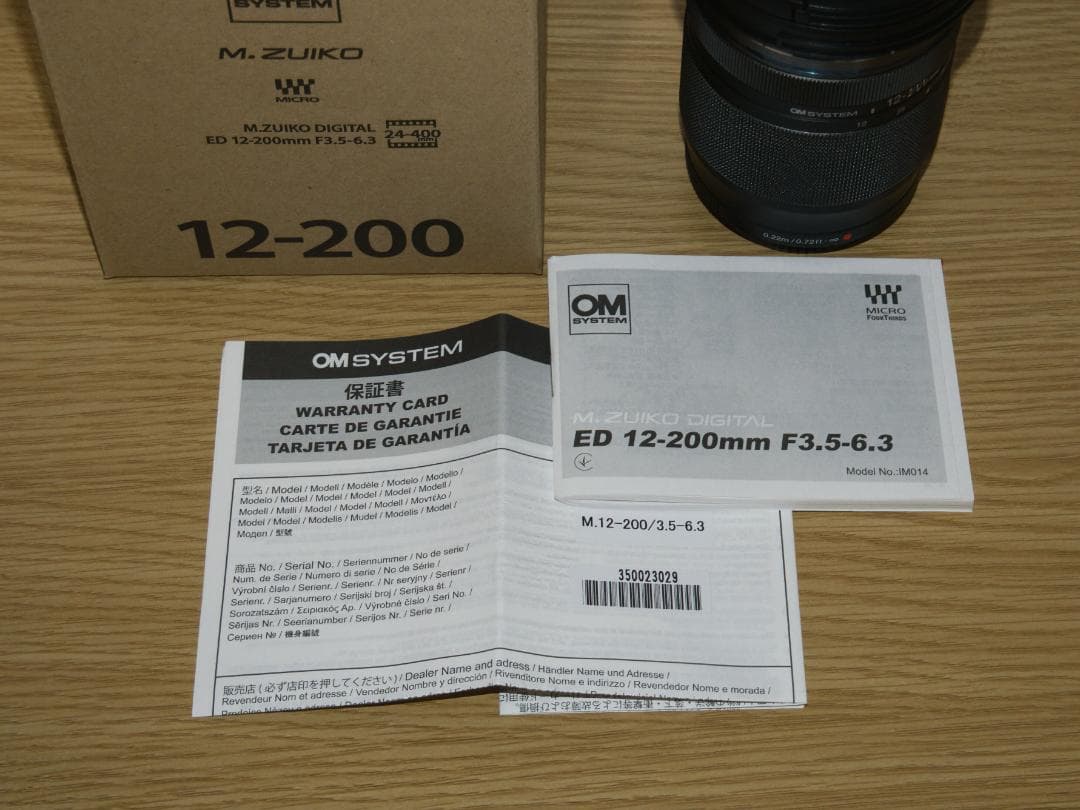 SYSTEM
M.ZUIKO
MICRO
M.ZUIKO DIGITAL
ED 12-200mm F3.5-6.3
24-400
mm
12-200
OM SYSTEM
12
0.22m/0.72ft-∞
OM
SYSTEM
MICRO
FOURTHIRDS
M.ZUIKO DIGITAL
ED 12-200mm F3.5-6.3
Model No.:IM014
OM SYSTEM
保証書
WARRANTY CARD
CARTE DE GARANTIE
TARJETA DE GARANTÍA
型名 / Model / Modell / Modèle / Modelo / Modello /
Modelo / Model / Model / Model / Model / Modell /
Modell / Malli / Model / Model / Modell / Μοντέλο /
Model / Model / Modelis / Mudel / Modelis / Model /
Модел / 型號
M.12-200/3.5-6.3
商品 No. / Serial No. / Seriennummer / No de serie /
Num. de Serie / Numero di serie / No de Série /
Výrobní číslo / Serienr. / Serienr. / Nr seryjny / Serienr /
Serienr. / Sarjanumero / Serijski broj / Serijska št. /
Sorozatszám / Σειριακός Αρ. / Výrobné číslo / Seri No. /
Sērijas Nr. / Seerianumber / Serijos Nr. / Serie nr. /
Сериен № / 機身編號
350023029
販売店 (必ず店印を押してください) / Dealer Name and adress / Händler Name und Adresse /
Revendeur Nom et adresse / Vendedor Nombre y dirección / Rivenditore Nome e indirizzo / Revendedor Nome e morada /